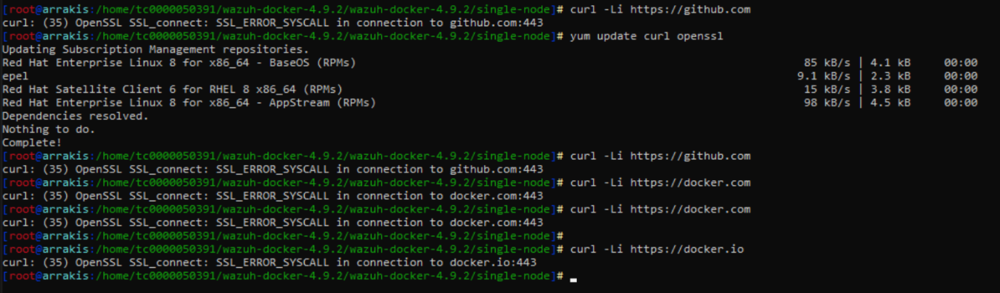 [root@arrakis:/home/tc0000050391/wazuh-docker-4.9.2/wazuh-docker-4.9.2/single-node]# curl -Li https://github.com
curl: (35) OpenSSL SSL_connect: SSL_ERROR_SYSCALL in connection to github.com:443
[root@arrakis:/home/tc0000050391/wazuh-docker-4.9.2/wazuh-docker-4.9.2/single-node]# yum update curl openssl
Updating Subscription Management repositories.
Red Hat Enterprise Linux 8 for x86_64 - BaseOS (RPMs) 85 kB/s | 4.1 kB 00:00
epel 9.1 kB/s | 2.3 kB 00:00
Red Hat Satellite Client 6 for RHEL 8 x86_64 (RPMs) 15 kB/s | 3.8 kB 00:00
Red Hat Enterprise Linux 8 for x86_64 - AppStream (RPMs) 98 kB/s | 4.5 kB 00:00
Dependencies resolved.
Nothing to do.
Complete!
[root@arrakis:/home/tc0000050391/wazuh-docker-4.9.2/wazuh-docker-4.9.2/single-node]# curl -Li https://github.com
curl: (35) OpenSSL SSL_connect: SSL_ERROR_SYSCALL in connection to github.com:443
[root@arrakis:/home/tc0000050391/wazuh-docker-4.9.2/wazuh-docker-4.9.2/single-node]# curl -Li https://docker.com
curl: (35) OpenSSL SSL_connect: SSL_ERROR_SYSCALL in connection to docker.com:443
[root@arrakis:/home/tc0000050391/wazuh-docker-4.9.2/wazuh-docker-4.9.2/single-node]# curl -Li https://docker.com
curl: (35) OpenSSL SSL_connect: SSL_ERROR_SYSCALL in connection to docker.com:443
[root@arrakis:/home/tc0000050391/wazuh-docker-4.9.2/wazuh-docker-4.9.2/single-node]#
[root@arrakis:/home/tc0000050391/wazuh-docker-4.9.2/wazuh-docker-4.9.2/single-node]# curl -Li https://docker.io
curl: (35) OpenSSL SSL_connect: SSL_ERROR_SYSCALL in connection to docker.io:443
[root@arrakis:/home/tc0000050391/wazuh-docker-4.9.2/wazuh-docker-4.9.2/single-node]#